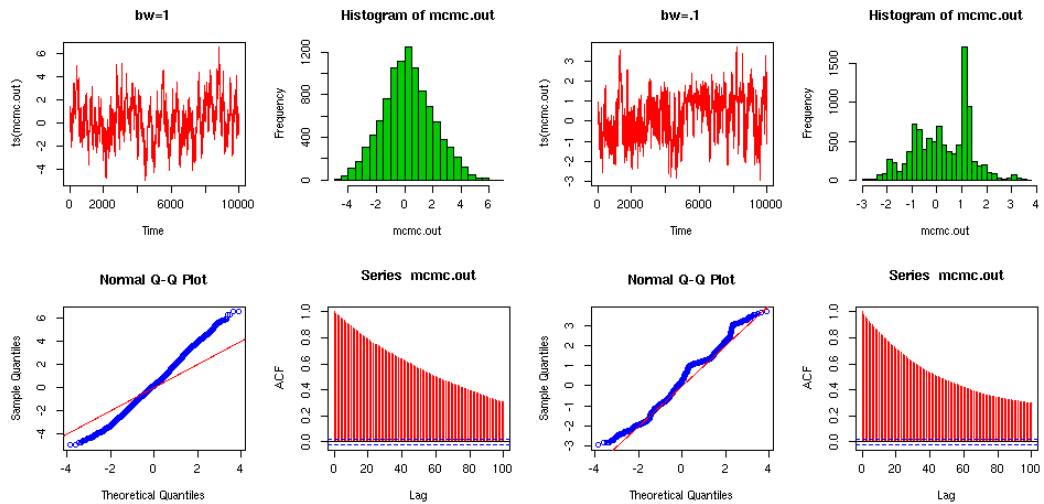 bw=1
ts(mcmc.out)
6
4
2
0
-2
-4
0 2000 6000 10000
Time
Histogram of mcmc.out
Frequency
1200
800
400
0
-4 -2 0 2 4 6
mcmc.out
bw=.1
ts(mcmc.out)
3
2
1
0
-1
-2
-3
0 2000 6000 10000
Time
Histogram of mcmc.out
Frequency
1500
1000
500
0
-3 -2 -1 0 1 2 3 4
mcmc.out
Normal Q-Q Plot
Sample Quantiles
6
4
2
0
-2
-4
-4 -2 0 2 4
Theoretical Quantiles
Series mcmc.out
ACF
1.0
0.8
0.6
0.4
0.2
0.0
0 20 40 60 80 100
Lag
Normal Q-Q Plot
Sample Quantiles
3
2
1
0
-1
-2
-3
-4 -2 0 2 4
Theoretical Quantiles
Series mcmc.out
ACF
1.0
0.8
0.6
0.4
0.2
0.0
0 20 40 60 80 100
Lag